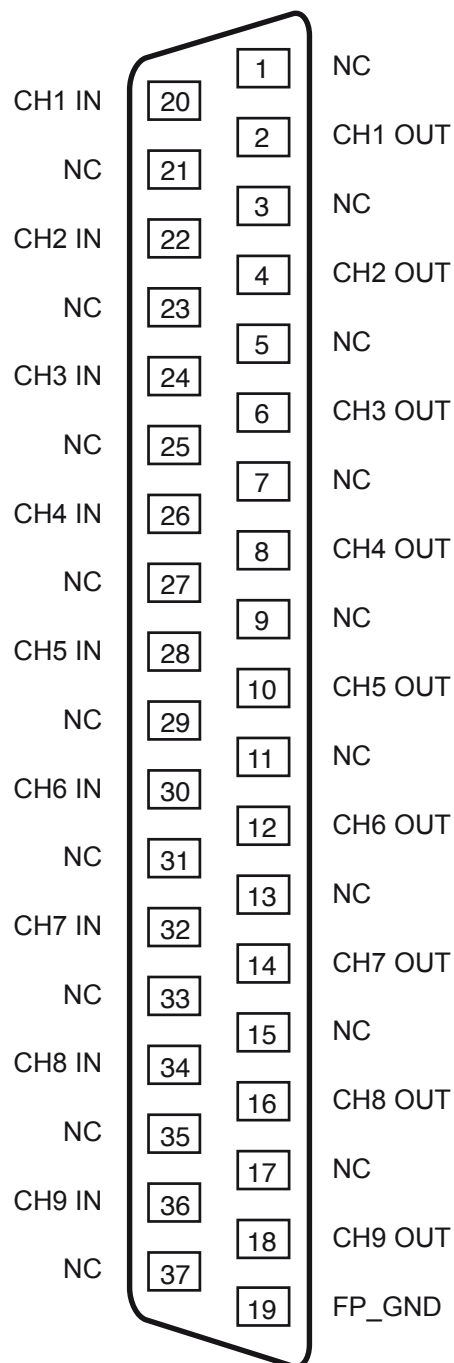 1 NC
CH1 IN 20
2 CH1 OUT
NC 21
3 NC
CH2 IN 22
4 CH2 OUT
NC 23
5 NC
CH3 IN 24
6 CH3 OUT
NC 25
7 NC
CH4 IN 26
8 CH4 OUT
NC 27
9 NC
CH5 IN 28
10 CH5 OUT
NC 29
11 NC
CH6 IN 30
12 CH6 OUT
NC 31
13 NC
CH7 IN 32
14 CH7 OUT
NC 33
15 NC
CH8 IN 34
16 CH8 OUT
NC 35
17 NC
CH9 IN 36
18 CH9 OUT
NC 37
19 FP_GND